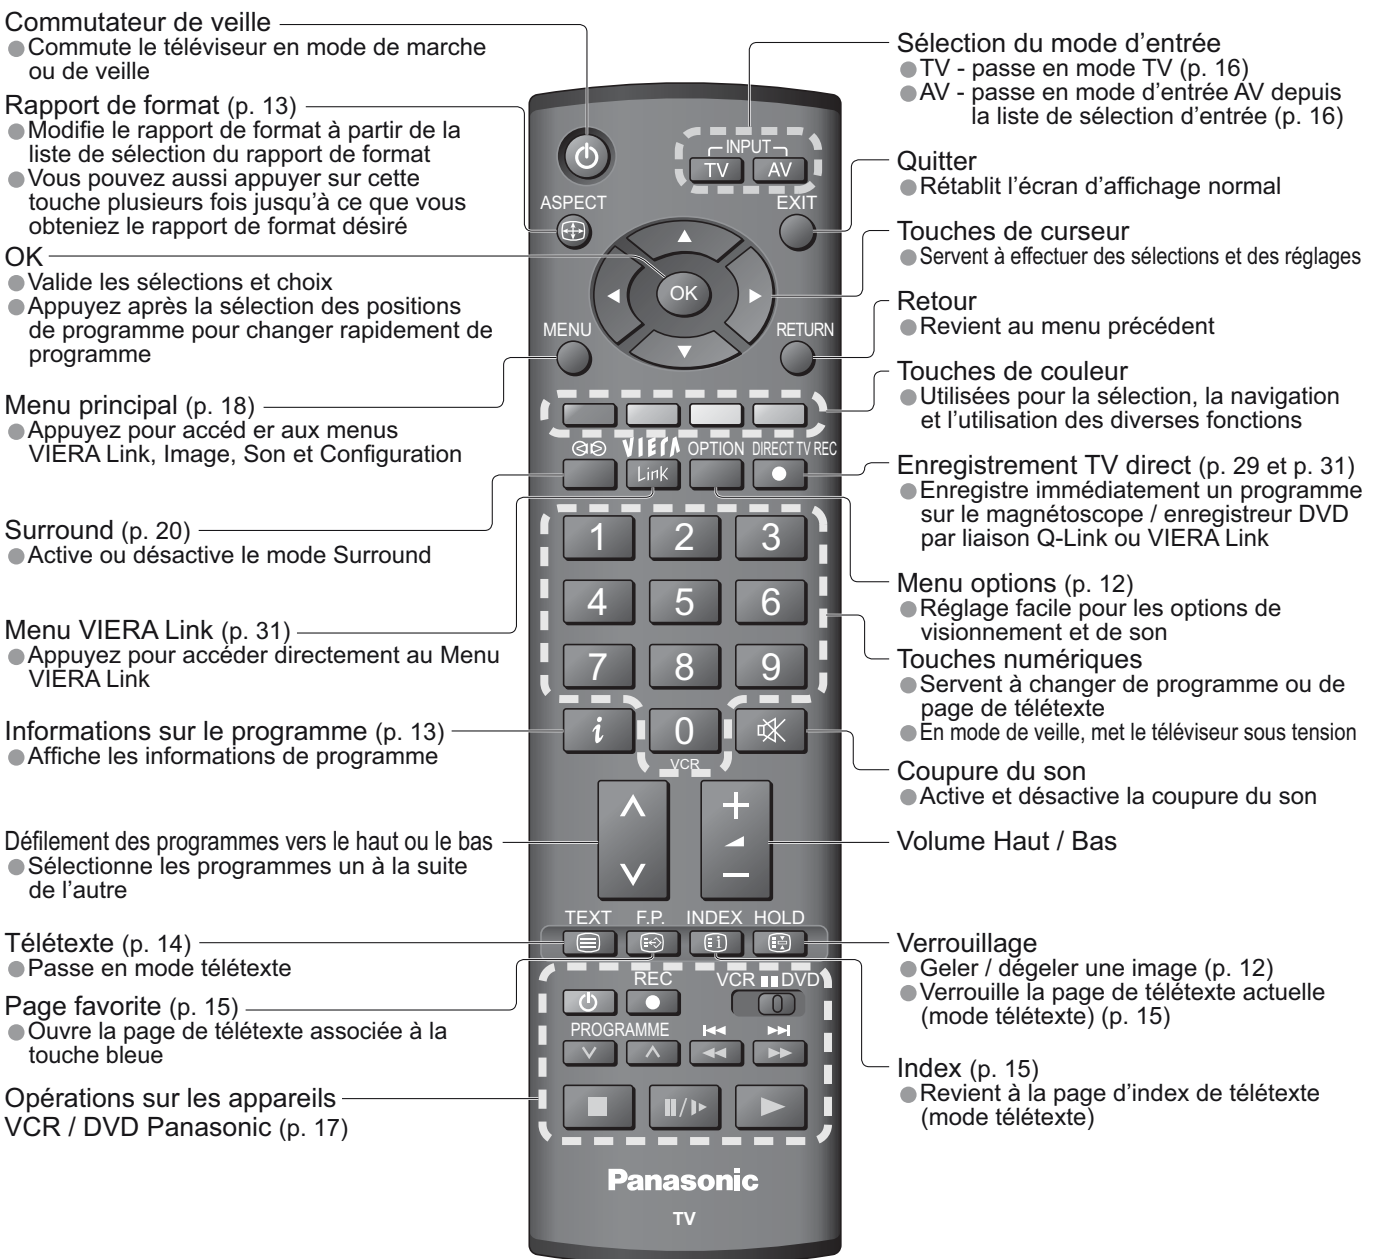 Commutateur de veille
●Commute le téléviseur en mode de marche
ou de veille
Rapport de format (p. 13)
●Modifie le rapport de format à partir de la
liste de sélection du rapport de format
●Vous pouvez aussi appuyer sur cette
touche plusieurs fois jusqu'à ce que vous
obteniez le rapport de format désiré
OK
●Valide les sélections et choix
●Appuyez après la sélection des positions
de programme pour changer rapidement de
programme
Menu principal (p. 18)
●Appuyez pour accéd er aux menus
VIERA Link, Image, Son et Configuration
Surround (p. 20)
●Active ou désactive le mode Surround
Menu VIERA Link (p. 31)
●Appuyez pour accéder directement au Menu
VIERA Link
Informations sur le programme (p. 13)
●Affiche les informations de programme
Défilement des programmes vers le haut ou le bas
●Sélectionne les programmes un à la suite
de l'autre
Télétexte (p. 14)
●Passe en mode télétexte
Page favorite (p. 15)
●Ouvre la page de télétexte associée à la
touche bleue
Opérations sur les appareils
VCR / DVD Panasonic (p. 17)
INPUT
TV AV
ASPECT EXIT
OK
MENU RETURN
VIERA OPTION DIRECT TV REC
Link
1 2 3
4 5 6
7 8 9
i 0
VCR
TEXT F.P. INDEX HOLD
REC VCR DVD
PROGRAMME
Panasonic
TV
Sélection du mode d'entrée
●TV - passe en mode TV (p. 16)
●AV - passe en mode d'entrée AV depuis
la liste de sélection d'entrée (p. 16)
Quitter
●Rétablit l'écran d'affichage normal
Touches de curseur
●Servent à effectuer des sélections et des réglages
Retour
●Revient au menu précédent
Touches de couleur
●Utilisées pour la sélection, la navigation
et l'utilisation des diverses fonctions
Enregistrement TV direct (p. 29 et p. 31)
●Enregistre immédiatement un programme
sur le magnétoscope / enregistreur DVD
par liaison Q-Link ou VIERA Link
Menu options (p. 12)
●Réglage facile pour les options de
visionnement et de son
Touches numériques
●Servent à changer de programme ou de
page de télétexte
●En mode de veille, met le téléviseur sous tension
Coupure du son
●Active et désactive la coupure du son
Volume Haut / Bas
Verrouillage
●Geler / dégeler une image (p. 12)
●Verrouille la page de télétexte actuelle
(mode télétexte) (p. 15)
Index (p. 15)
●Revient à la page d'index de télétexte
(mode télétexte)